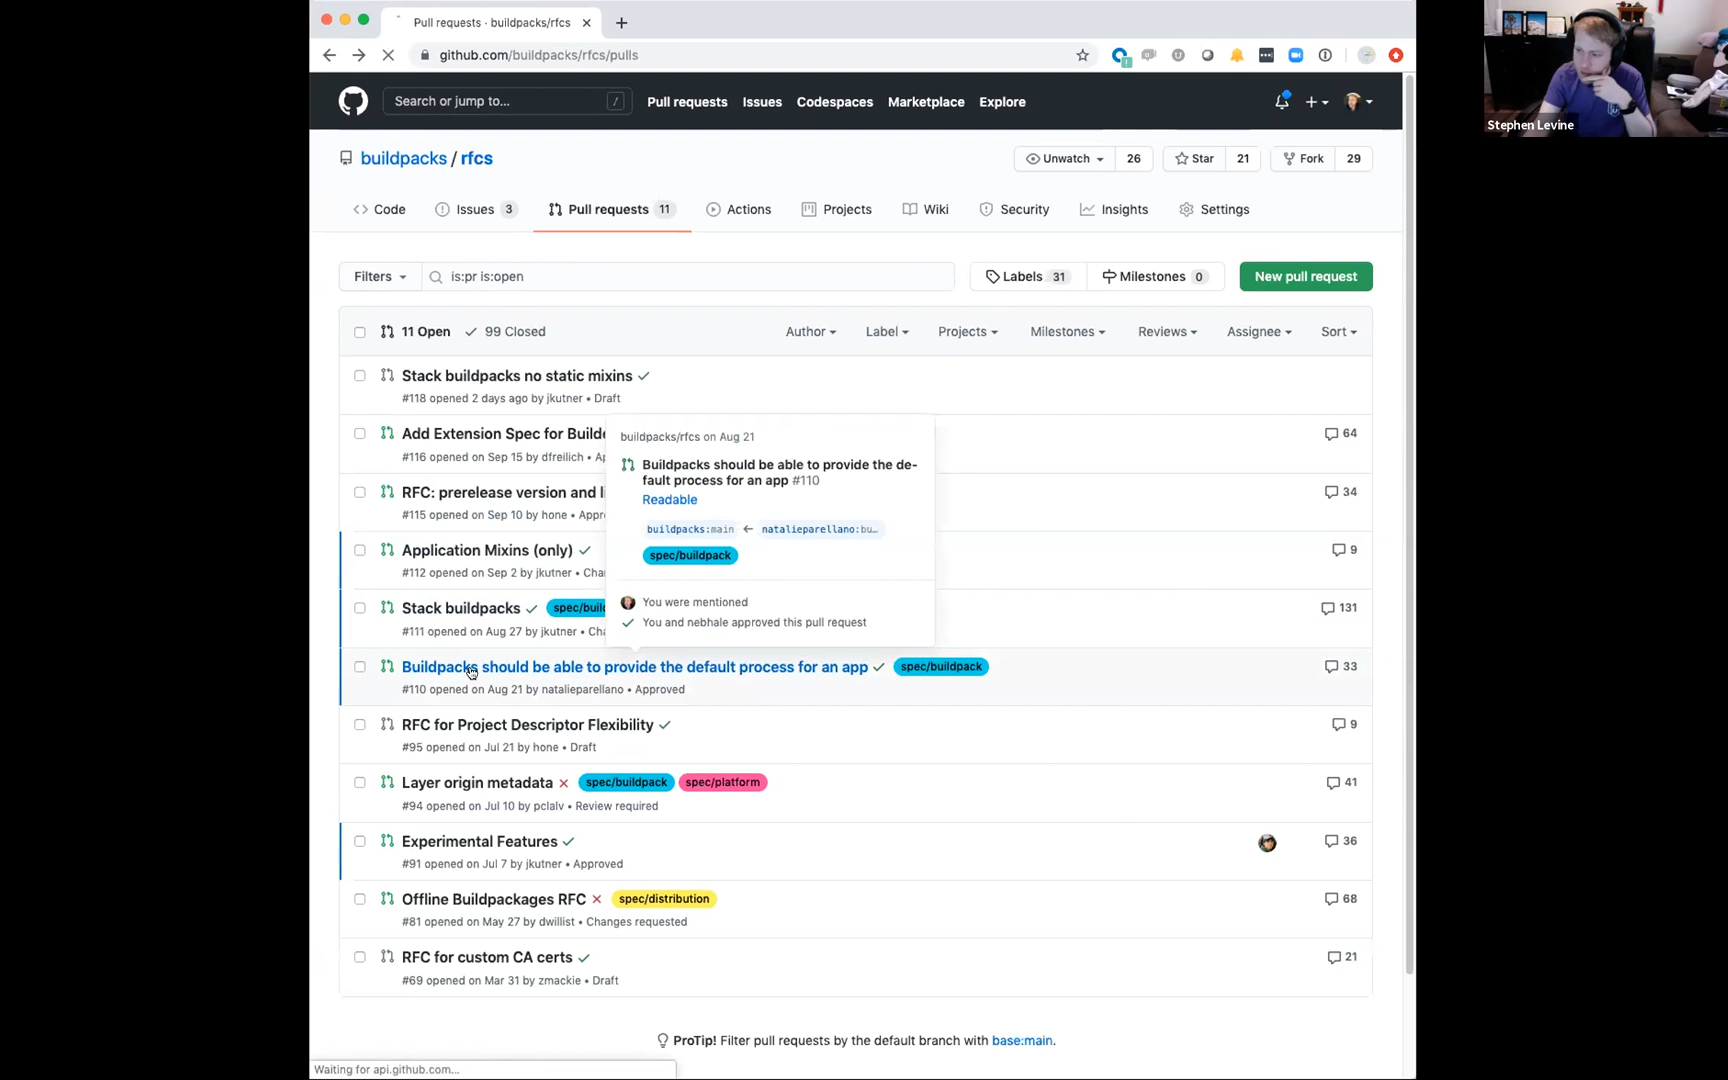 Pull requests · buildpacks/rfcs
github.com/buildpacks/rfcs/pulls
Search or jump to...
/
Pull requests
Issues
Codespaces
Marketplace
Explore
Stephen Levine
buildpacks / rfcs
Unwatch 26
Star 21
Fork 29
Code
Issues 3
Pull requests 11
Actions
Projects
Wiki
Security
Insights
Settings
Filters
is:pr is:open
Labels 31
Milestones 0
New pull request
11 Open
99 Closed
Author
Label
Projects
Milestones
Reviews
Assignee
Sort
Stack buildpacks no static mixins
#118 opened 2 days ago by jkutner • Draft
Add Extension Spec for Builde
64
#116 opened on Sep 15 by dfreilich • Ap
RFC: prerelease version and li
34
#115 opened on Sep 10 by hone • Appr
Application Mixins (only)
9
#112 opened on Sep 2 by jkutner • Cha
Stack buildpacks spec/build
131
#111 opened on Aug 27 by jkutner • Cha
buildpacks/rfcs on Aug 21
Buildpacks should be able to provide the de-
fault process for an app #110
Readable
buildpacks:main ← natalieparellano:bu…
spec/buildpack
You were mentioned
You and nebhale approved this pull request
Buildpacks should be able to provide the default process for an app spec/buildpack
33
#110 opened on Aug 21 by natalieparellano • Approved
RFC for Project Descriptor Flexibility
9
#95 opened on Jul 21 by hone • Draft
Layer origin metadata spec/buildpack spec/platform
41
#94 opened on Jul 10 by pclalv • Review required
Experimental Features
36
#91 opened on Jul 7 by jkutner • Approved
Offline Buildpackages RFC spec/distribution
68
#81 opened on May 27 by dwillist • Changes requested
RFC for custom CA certs
21
#69 opened on Mar 31 by zmackie • Draft
ProTip! Filter pull requests by the default branch with base:main.
Waiting for api.github.com...